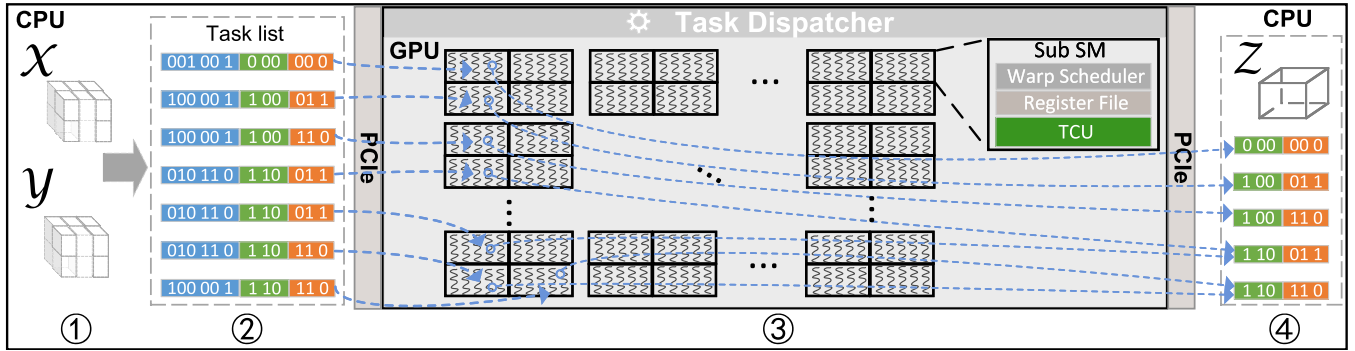 CPU
X
y
①
Task list
001 00 1 0 00 00 0
100 00 1 1 00 01 1
100 00 1 1 00 11 0
010 11 0 1 10 01 1
010 11 0 1 10 01 1
010 11 0 1 10 11 0
100 00 1 1 10 11 0
②
PCIe
Task Dispatcher
GPU
...
...
...
...
...
Sub SM
Warp Scheduler
Register File
TCU
③
PCIe
CPU
Z
0 00 00 0
1 00 01 1
1 00 11 0
1 10 01 1
1 10 11 0
④